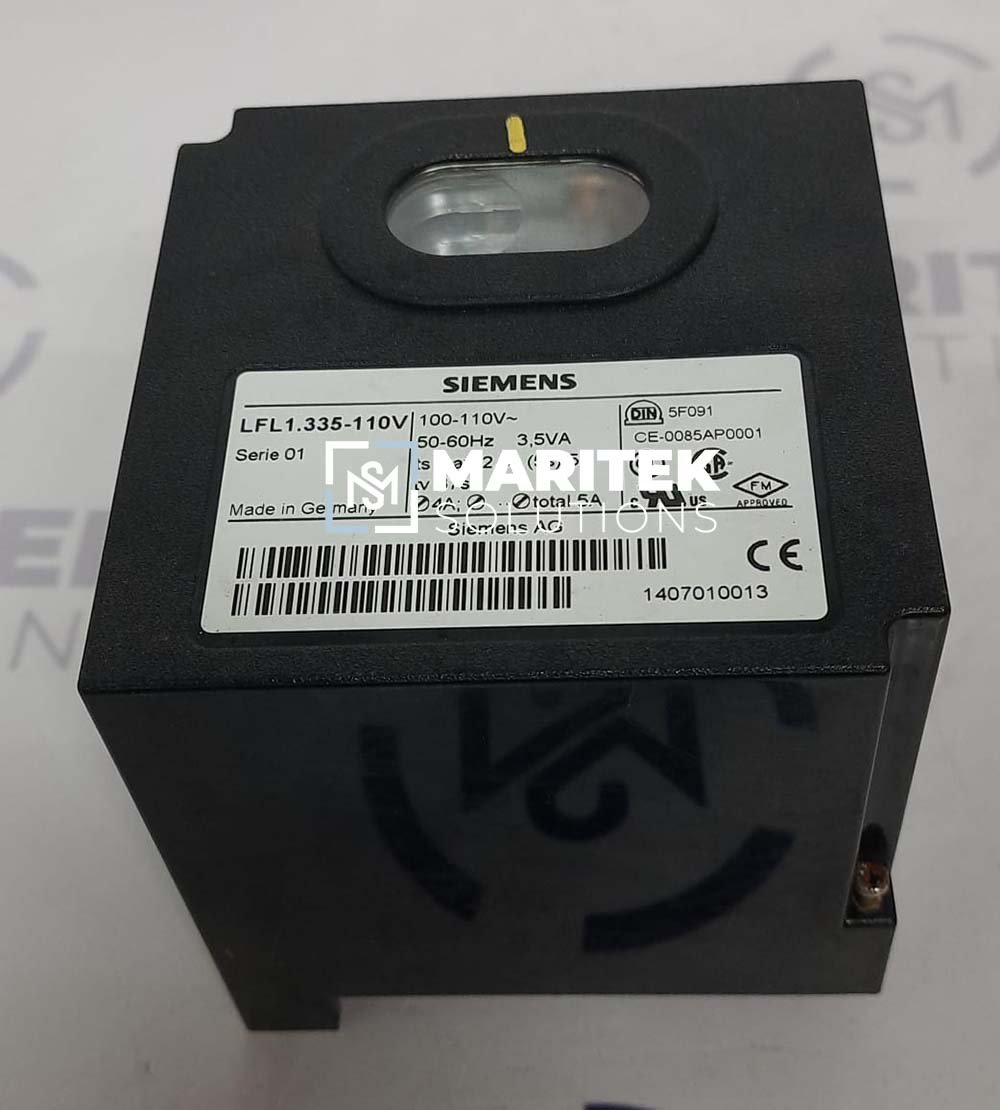 SIEMENS
LFL1.335-110V
Serie 01
Made in Germany
100-110V~
50-60Hz 3,5VA
4A; total 5A
DIN 5F091
CE-0085AP0001
US
FM
APPROVED
MARITEK
SOLUTIONS
Siemens AG
CE
1407010013